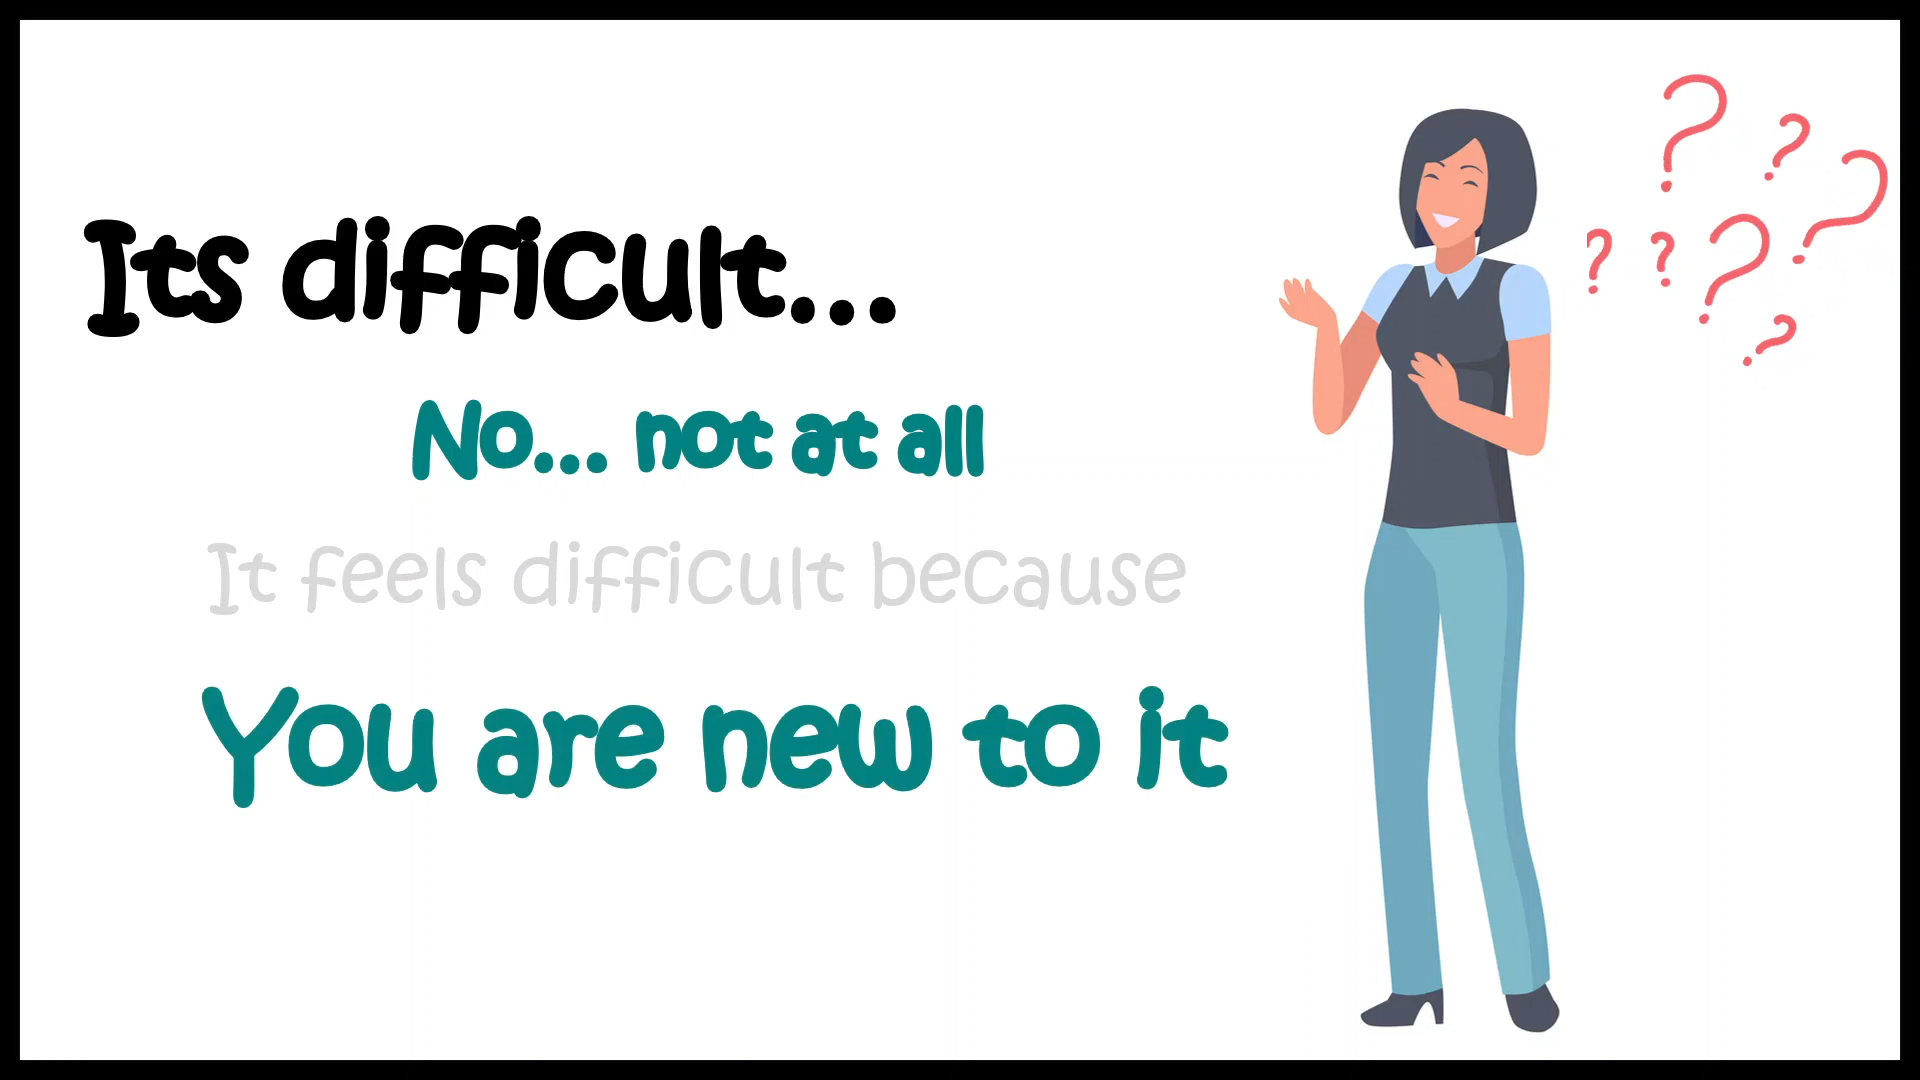 Its difficult...
No... not at all
It feels difficult because
You are new to it
? ? ? ? ? ? ?